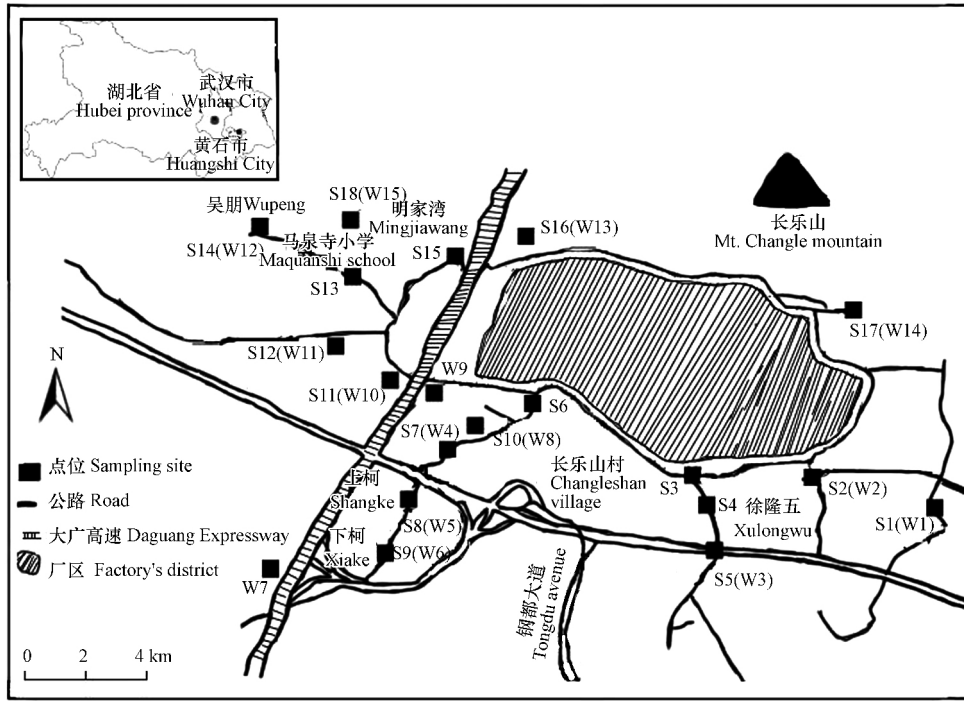 湖北省
Hubei province
武汉市
Wuhan City
黄石市
Huangshi City
长乐山
Mt. Changle mountain
S18(W15)
吴朋Wupeng
明家湾
Mingjiawang
S16(W13)
S14(W12)
马泉寺小学
Maquanshi school
S15
S13
S17(W14)
S12(W11)
W9
S11(W10)
S6
S7(W4)
S10(W8)
N
点位 Sampling site
公路 Road
大广高速 Daguang Expressway
厂区 Factory's district
上柯
Shangke
长乐山村
Changleshan
village
S3
S2(W2)
S4
徐隆五
Xulongwu
S1(W1)
S8(W5)
下柯
Xiake
S9(W6)
W7
S5(W3)
钢都大道
Tongdu avenue
0 2 4 km